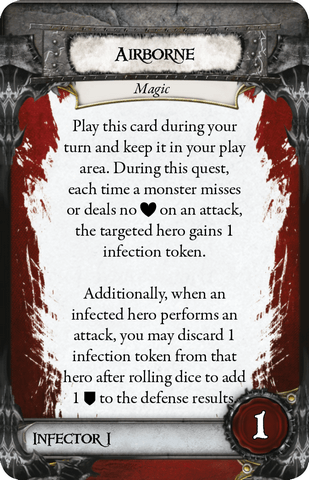 Airborne
Magic
Play this card during your
turn and keep it in your play
area. During this quest,
each time a monster misses
or deals no ♥ on an attack,
the targeted hero gains 1
infection token.
Additionally, when an
infected hero performs an
attack, you may discard 1
infection token from that
hero after rolling dice to add
1 🛡 to the defense results.
Infector I
1